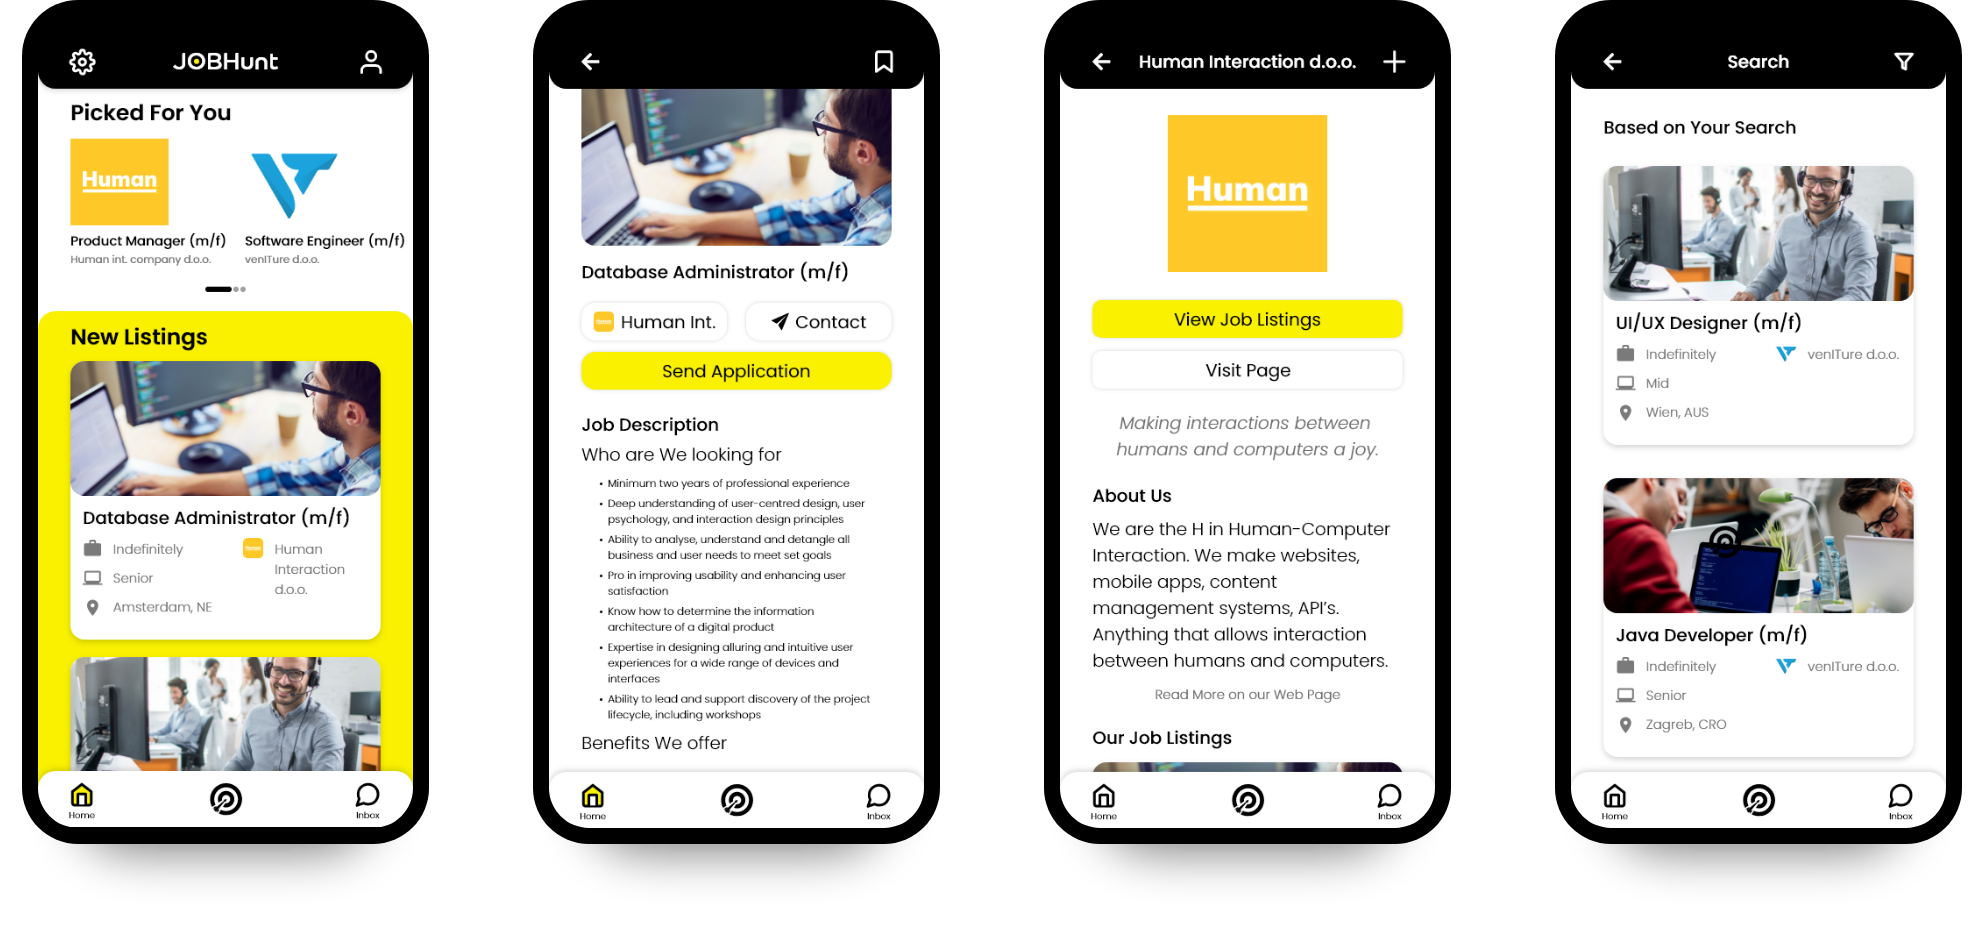 JOBHunt
Picked For You
Human
Product Manager (m/f)
Human int. company d.o.o.
Software Engineer (m/f)
venITure d.o.o.
New Listings
Database Administrator (m/f)
Indefinitely
Human
Human
Interaction
d.o.o.
Senior
Amsterdam, NE
Home
Inbox
Database Administrator (m/f)
Human
Human Int.
Contact
Send Application
Job Description
Who are We looking for
• Minimum two years of professional experience
• Deep understanding of user-centred design, user
psychology, and interaction design principles
• Ability to analyse, understand and detangle all
business and user needs to meet set goals
• Pro in improving usability and enhancing user
satisfaction
• Know how to determine the information
architecture of a digital product
• Expertise in designing alluring and intuitive user
experiences for a wide range of devices and
interfaces
• Ability to lead and support discovery of the project
lifecycle, including workshops
Benefits We offer
Home
Inbox
Human Interaction d.o.o.
Human
View Job Listings
Visit Page
Making interactions between
humans and computers a joy.
About Us
We are the H in Human-Computer
Interaction. We make websites,
mobile apps, content
management systems, API's.
Anything that allows interaction
between humans and computers.
Read More on our Web Page
Our Job Listings
Home
Inbox
Search
Based on Your Search
UI/UX Designer (m/f)
Indefinitely
venITure d.o.o.
Mid
Wien, AUS
Java Developer (m/f)
Indefinitely
venITure d.o.o.
Senior
Zagreb, CRO
Home
Inbox